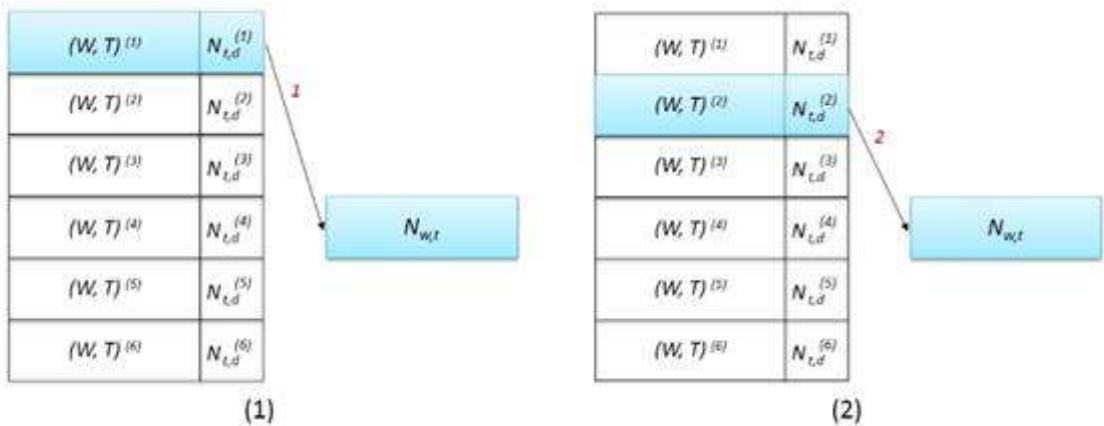 (W, T) (1) N t,d (1)
(W, T) (2) N t,d (2)
(W, T) (3) N t,d (3)
(W, T) (4) N t,d (4)
(W, T) (5) N t,d (5)
(W, T) (6) N t,d (6)
1
N w,t
(1)
(W, T) (1) N t,d (1)
(W, T) (2) N t,d (2)
(W, T) (3) N t,d (3)
(W, T) (4) N t,d (4)
(W, T) (5) N t,d (5)
(W, T) (6) N t,d (6)
2
N w,t
(2)